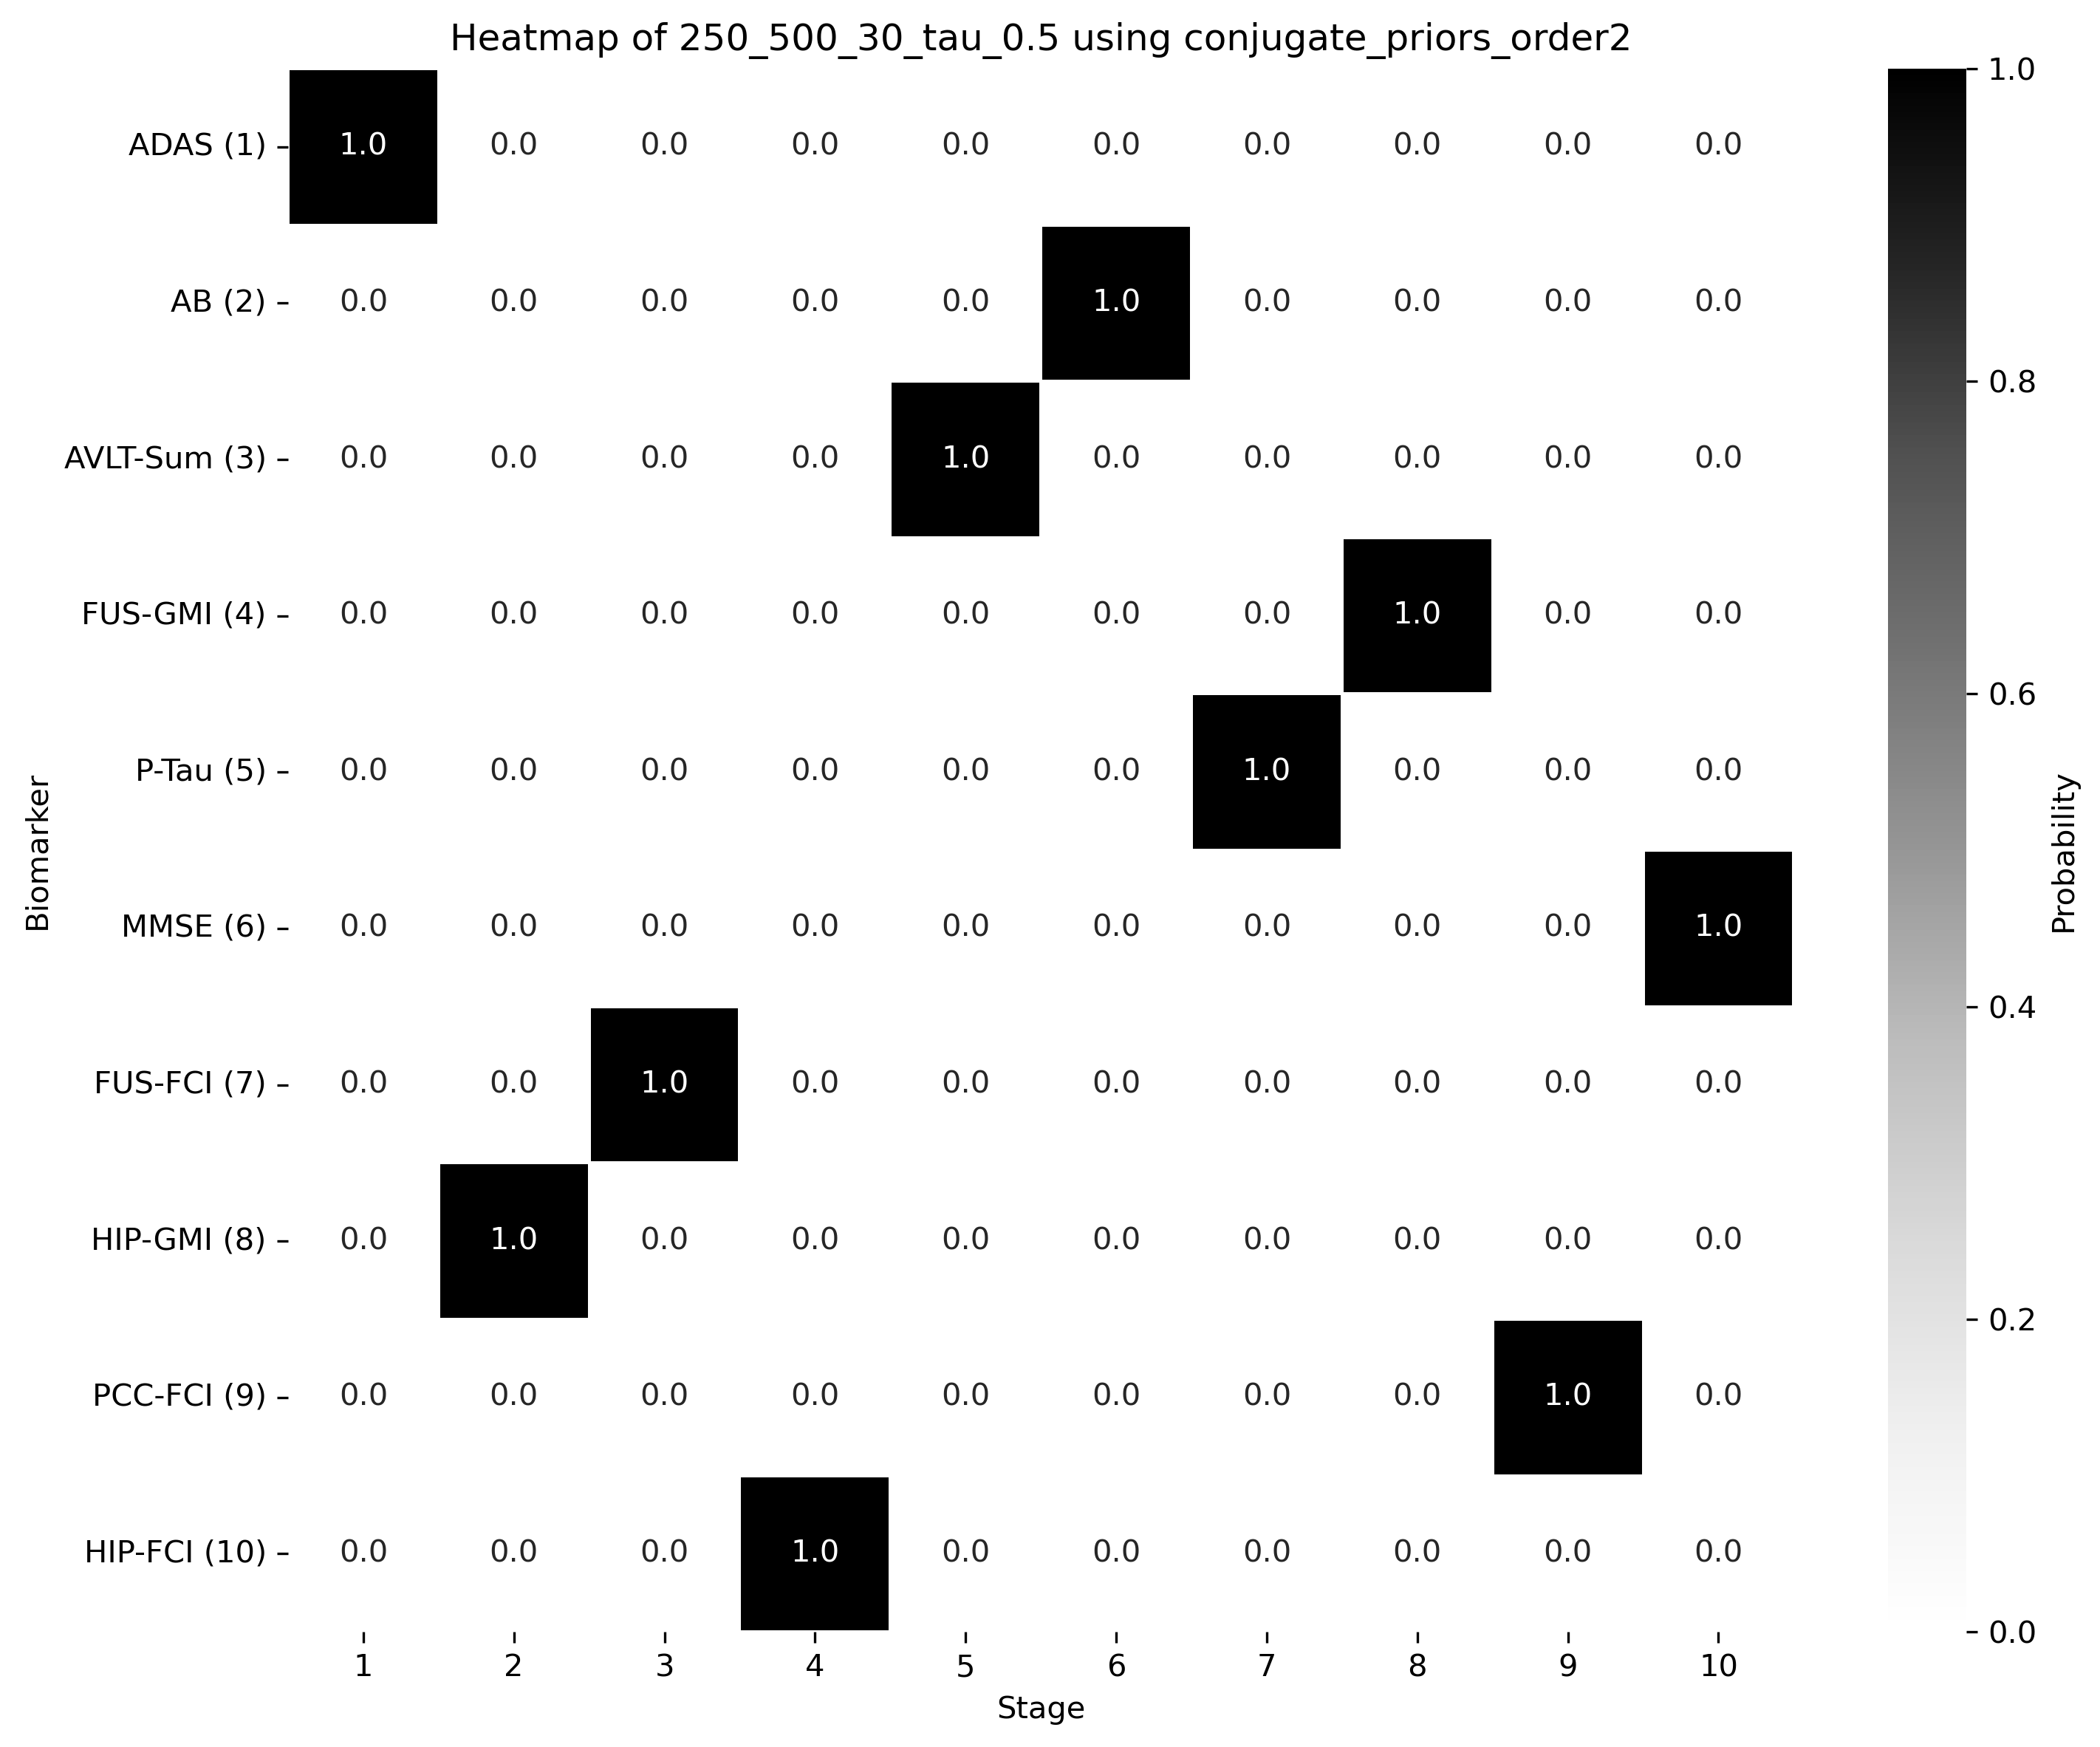 Heatmap of 250_500_30_tau_0.5 using conjugate_priors_order2
Biomarker
ADAS (1) 1.0 0.0 0.0 0.0 0.0 0.0 0.0 0.0 0.0 0.0
AB (2) 0.0 0.0 0.0 0.0 0.0 1.0 0.0 0.0 0.0 0.0
AVLT-Sum (3) 0.0 0.0 0.0 0.0 1.0 0.0 0.0 0.0 0.0 0.0
FUS-GMI (4) 0.0 0.0 0.0 0.0 0.0 0.0 0.0 1.0 0.0 0.0
P-Tau (5) 0.0 0.0 0.0 0.0 0.0 0.0 1.0 0.0 0.0 0.0
MMSE (6) 0.0 0.0 0.0 0.0 0.0 0.0 0.0 0.0 0.0 1.0
FUS-FCI (7) 0.0 0.0 1.0 0.0 0.0 0.0 0.0 0.0 0.0 0.0
HIP-GMI (8) 0.0 1.0 0.0 0.0 0.0 0.0 0.0 0.0 0.0 0.0
PCC-FCI (9) 0.0 0.0 0.0 0.0 0.0 0.0 0.0 0.0 1.0 0.0
HIP-FCI (10) 0.0 0.0 0.0 1.0 0.0 0.0 0.0 0.0 0.0 0.0
1 2 3 4 5 6 7 8 9 10
Stage
1.0
0.8
0.6
0.4
0.2
0.0
Probability